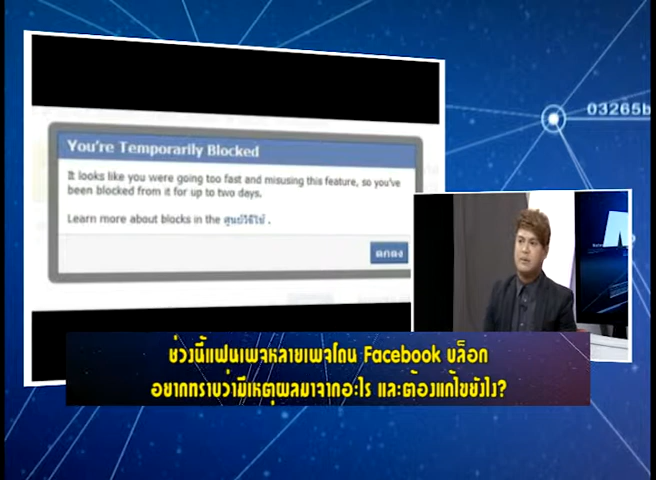 03265b
You're Temporarily Blocked
It looks like you were going too fast and misusing this feature, so you've
been blocked from it for up to two days.
Learn more about blocks in the ศูนย์วิธีใช้ .
ตกลง
ช่วงนี้แฟนเพจหลายเพจโดน Facebook บล็อก
อยากทราบว่ามีเหตุผลมาจากอะไร และต้องแก้ไขยังไง?